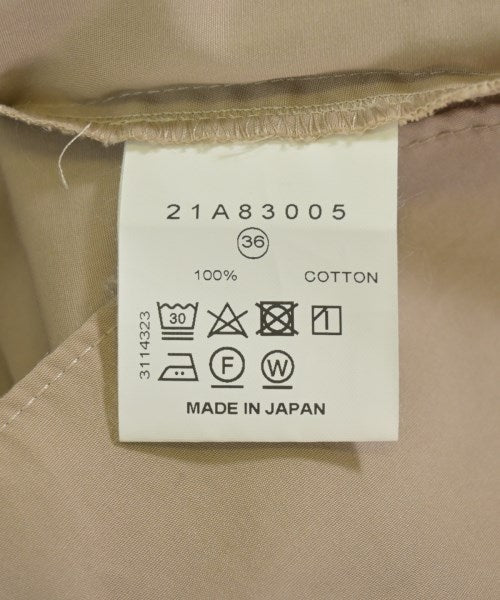 21A83005
36
100% COTTON
30
F W
3114323
MADE IN JAPAN